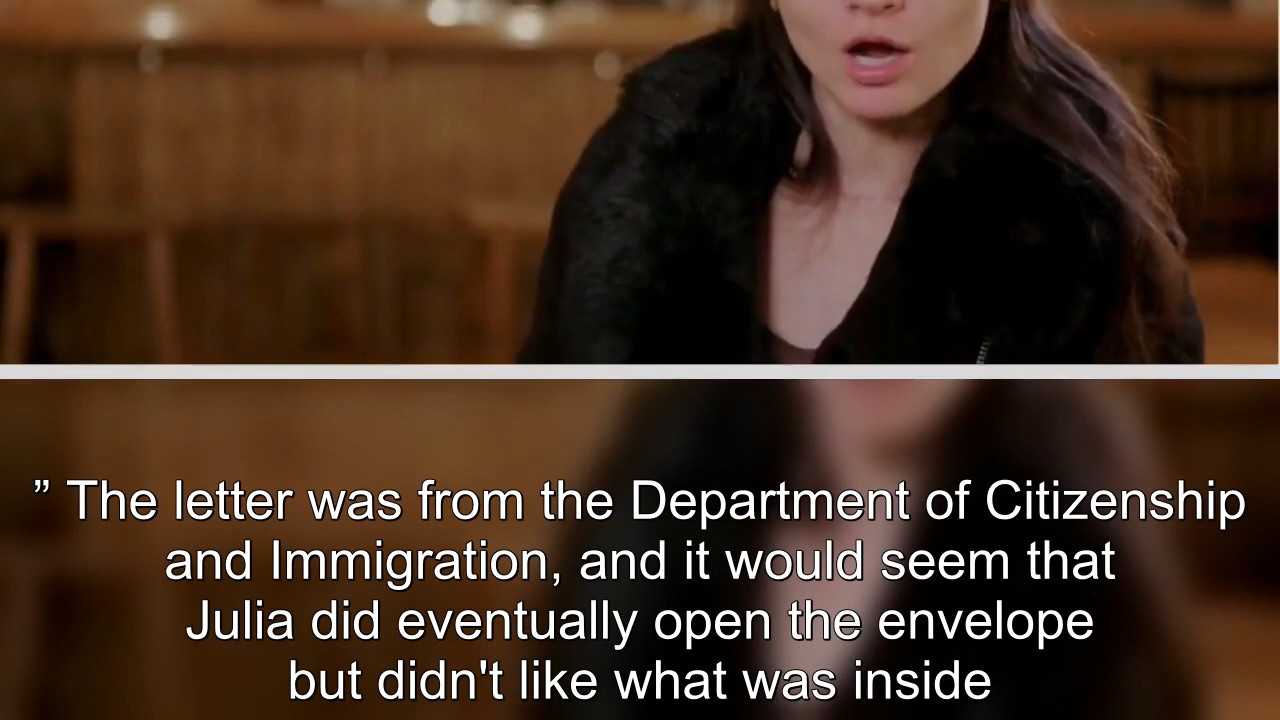 ” The letter was from the Department of Citizenship
and Immigration, and it would seem that
Julia did eventually open the envelope
but didn't like what was inside